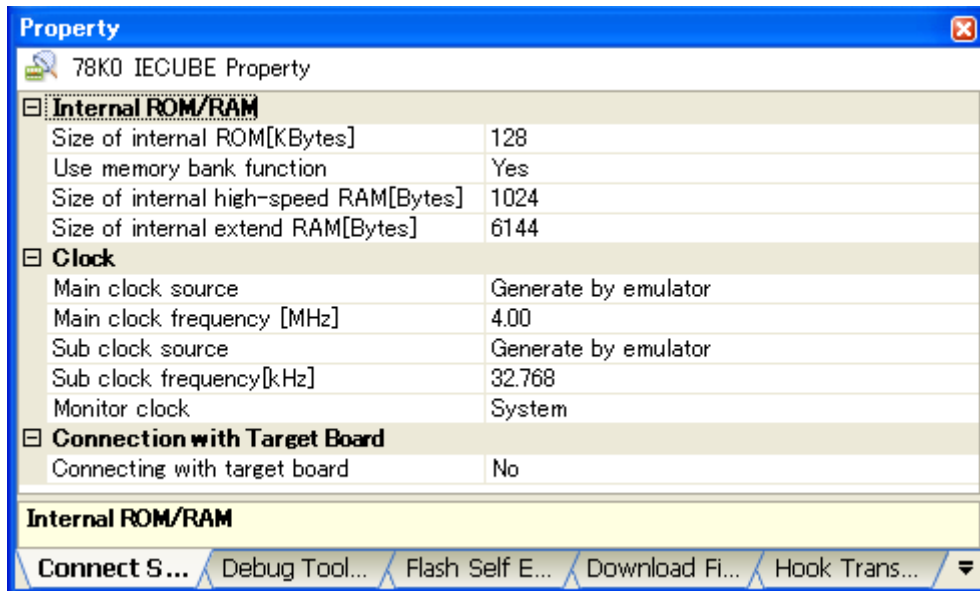 Property
78K0 IECUBE Property
Internal ROM/RAM
Size of internal ROM[KBytes] 128
Use memory bank function Yes
Size of internal high-speed RAM[Bytes] 1024
Size of internal extend RAM[Bytes] 6144
Clock
Main clock source Generate by emulator
Main clock frequency [MHz] 4.00
Sub clock source Generate by emulator
Sub clock frequency[kHz] 32.768
Monitor clock System
Connection with Target Board
Connecting with target board No
Internal ROM/RAM
Connect S... Debug Tool... Flash Self E... Download Fi... Hook Trans...